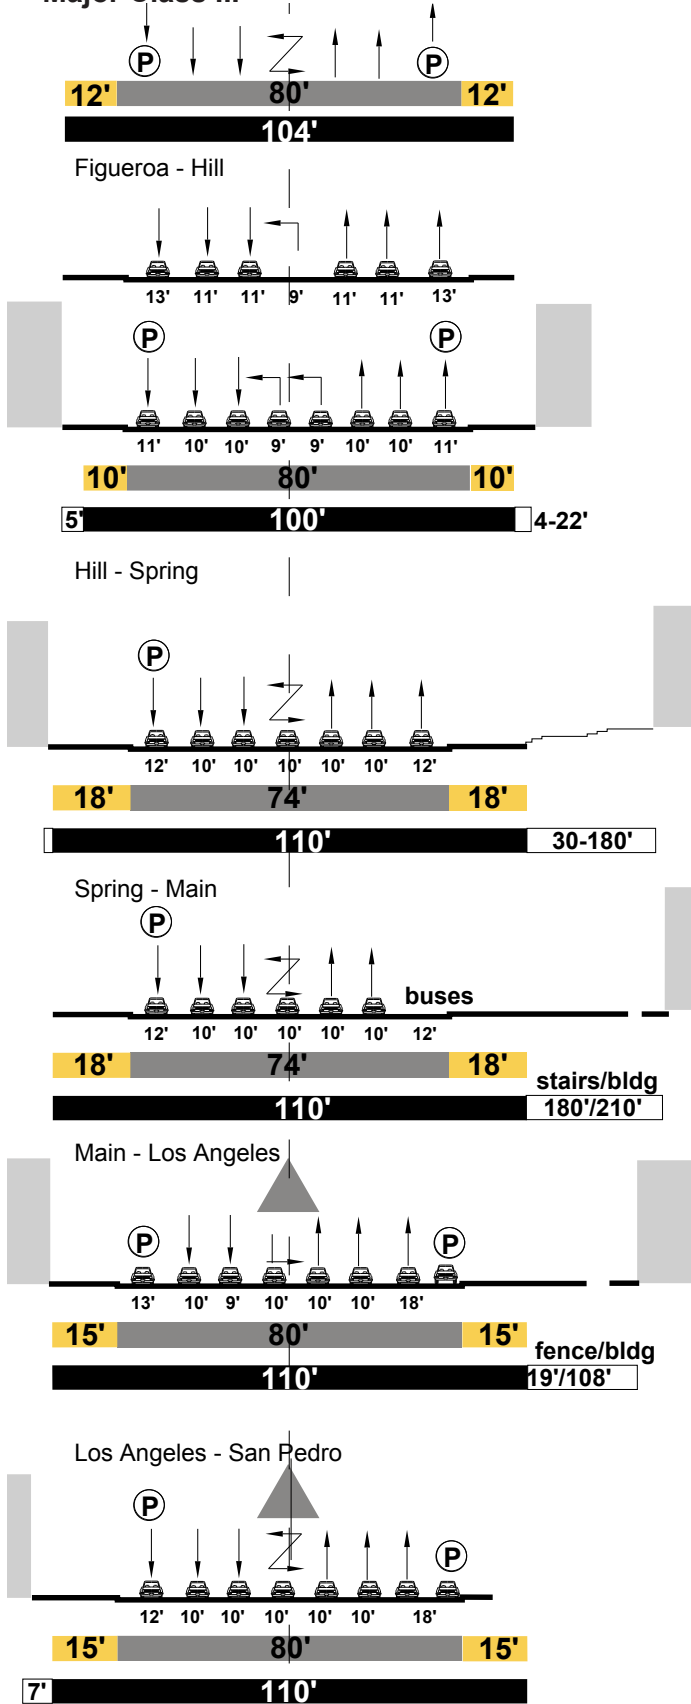 P P
12' 80' 12'
104'
Figueroa - Hill
13' 11' 11' 9' 11' 11' 13'
P P
11' 10' 10' 9' 9' 10' 10' 11'
10' 80' 10'
5' 100' 4-22'
Hill - Spring
P
12' 10' 10' 10' 10' 10' 12'
18' 74' 18'
110' 30-180'
Spring - Main
P
buses
12' 10' 10' 10' 10' 10' 12'
18' 74' 18'
stairs/bldg
110' 180'/210'
Main - Los Angeles
P P
13' 10' 9' 10' 10' 10' 18'
15' 80' 15'
fence/bldg
110' 19'/108'
Los Angeles - San Pedro
P P
12' 10' 10' 10' 10' 10' 18'
15' 80' 15'
7' 110'